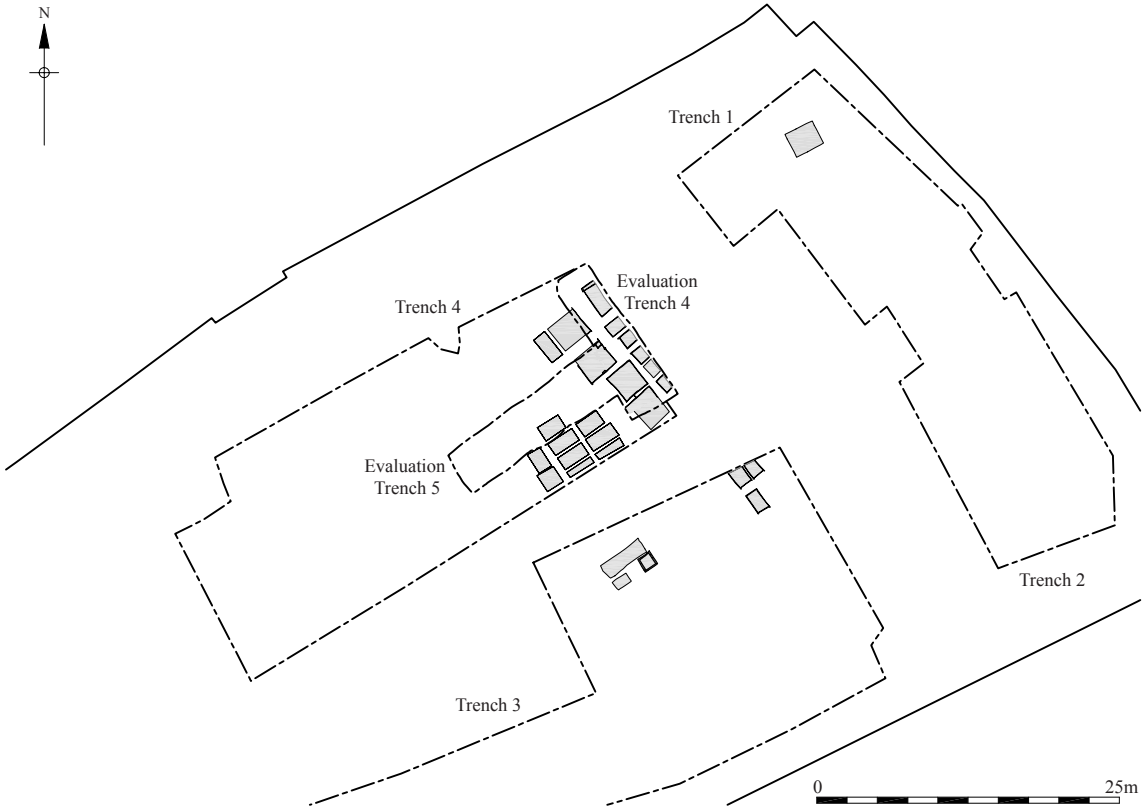 N
Trench 1
Evaluation
Trench 4
Trench 4
Evaluation
Trench 5
Trench 2
Trench 3
0
25m